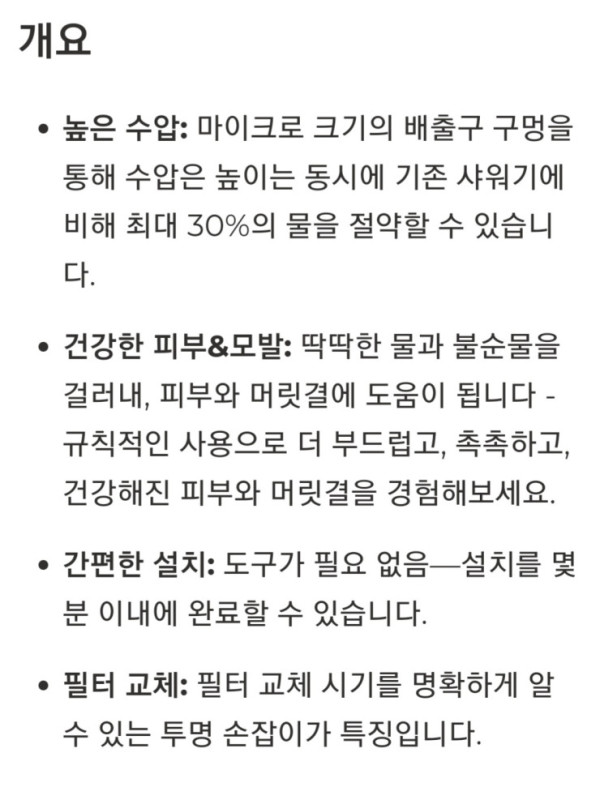 개요
• 높은 수압: 마이크로 크기의 배출구 구멍을
통해 수압은 높이는 동시에 기존 샤워기에
비해 최대 30%의 물을 절약할 수 있습니
다.
• 건강한 피부&모발: 딱딱한 물과 불순물을
걸러내, 피부와 머릿결에 도움이 됩니다 -
규칙적인 사용으로 더 부드럽고, 촉촉하고,
건강해진 피부와 머릿결을 경험해보세요.
• 간편한 설치: 도구가 필요 없음—설치를 몇
분 이내에 완료할 수 있습니다.
• 필터 교체: 필터 교체 시기를 명확하게 알
수 있는 투명 손잡이가 특징입니다.